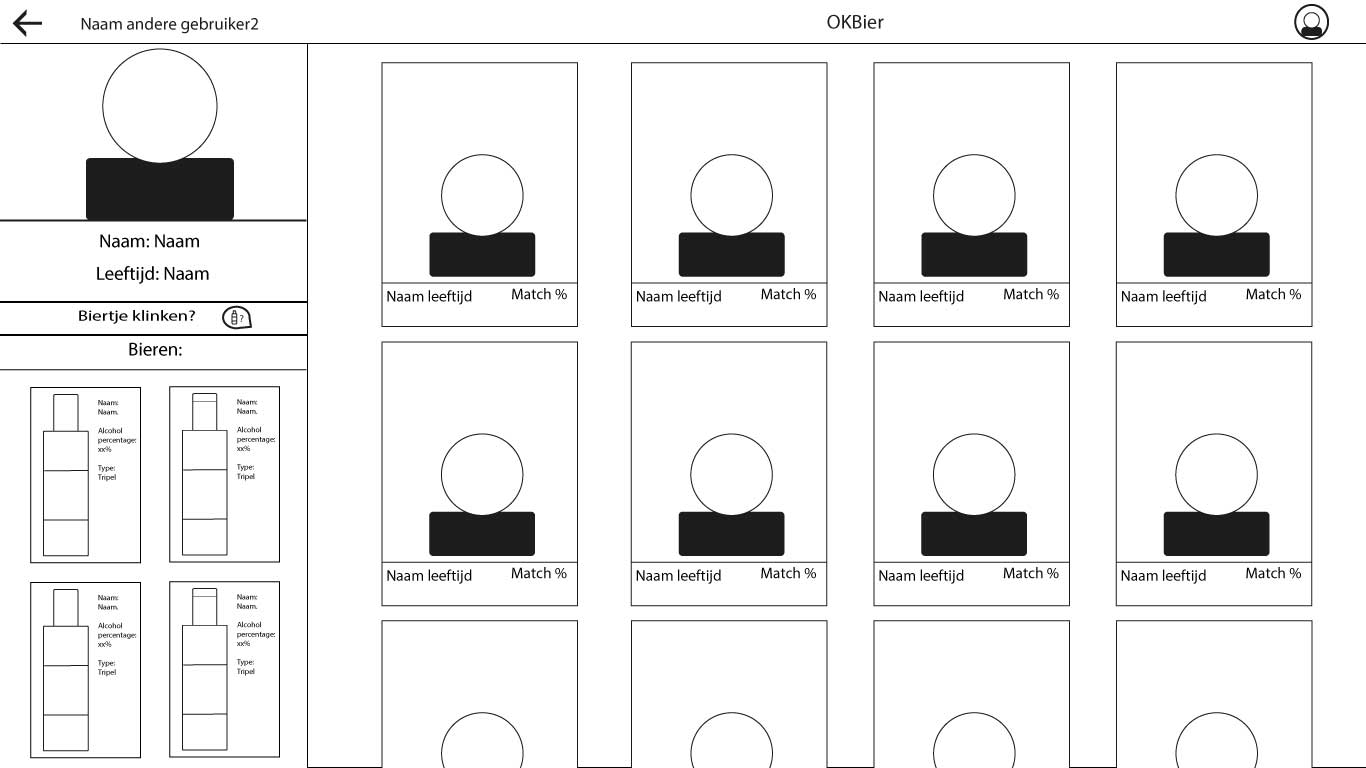 Naam andere gebruiker2
OKBier
Naam: Naam
Leeftijd: Naam
Biertje klinken?
?
Bieren:
Naam:
Naam.
Alcohol
percentage:
xx%
Type:
Tripel
Naam:
Naam.
Alcohol
percentage:
xx%
Type:
Tripel
Naam:
Naam.
Alcohol
percentage:
xx%
Type:
Tripel
Naam:
Naam.
Alcohol
percentage:
xx%
Type:
Tripel
Naam leeftijd Match %
Naam leeftijd Match %
Naam leeftijd Match %
Naam leeftijd Match %
Naam leeftijd Match %
Naam leeftijd Match %
Naam leeftijd Match %
Naam leeftijd Match %